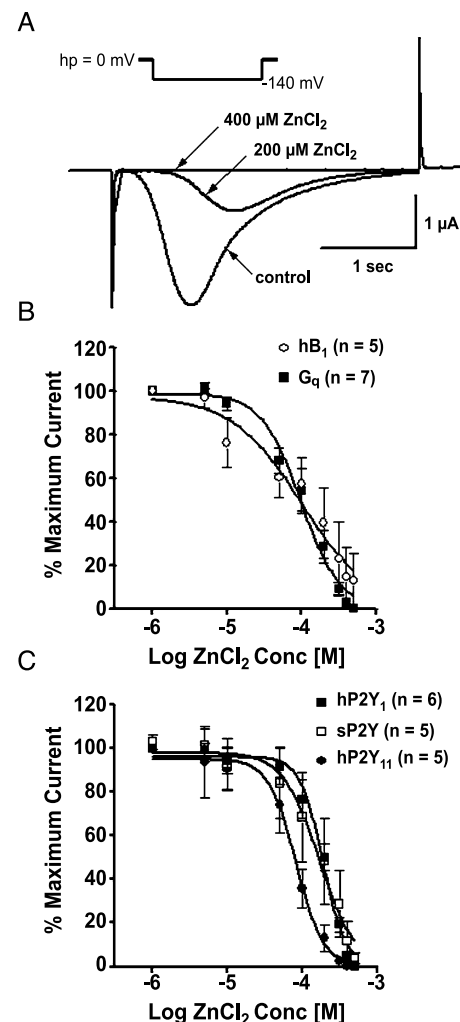 A
hp = 0 mV
-140 mV
400 µM ZnCl₂
200 µM ZnCl₂
control
1 µA
1 sec
B
hB₁ (n = 5)
Gq (n = 7)
% Maximum Current
120
100
80
60
40
20
0
-6 -5 -4 -3
Log ZnCl₂ Conc [M]
C
hP2Y₁ (n = 6)
sP2Y (n = 5)
hP2Y₁₁ (n = 5)
% Maximum Current
120
100
80
60
40
20
0
-6 -5 -4 -3
Log ZnCl₂ Conc [M]